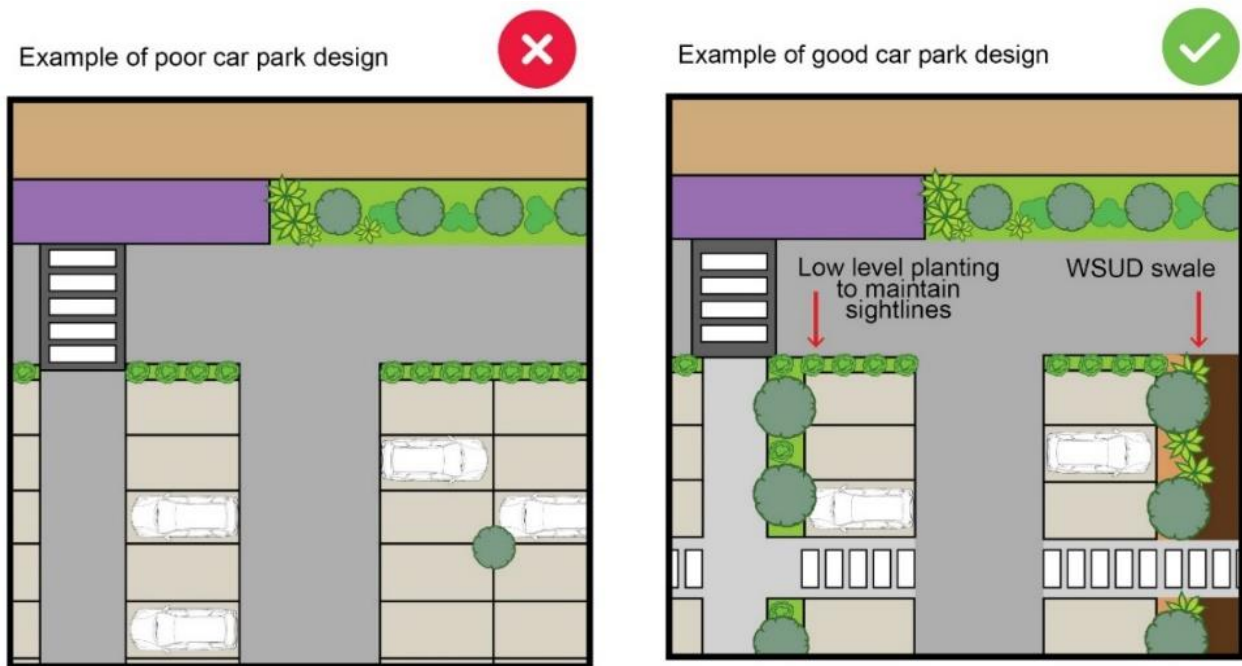 Example of poor car park design
Example of good car park design
Low level planting
to maintain
sightlines
WSUD swale